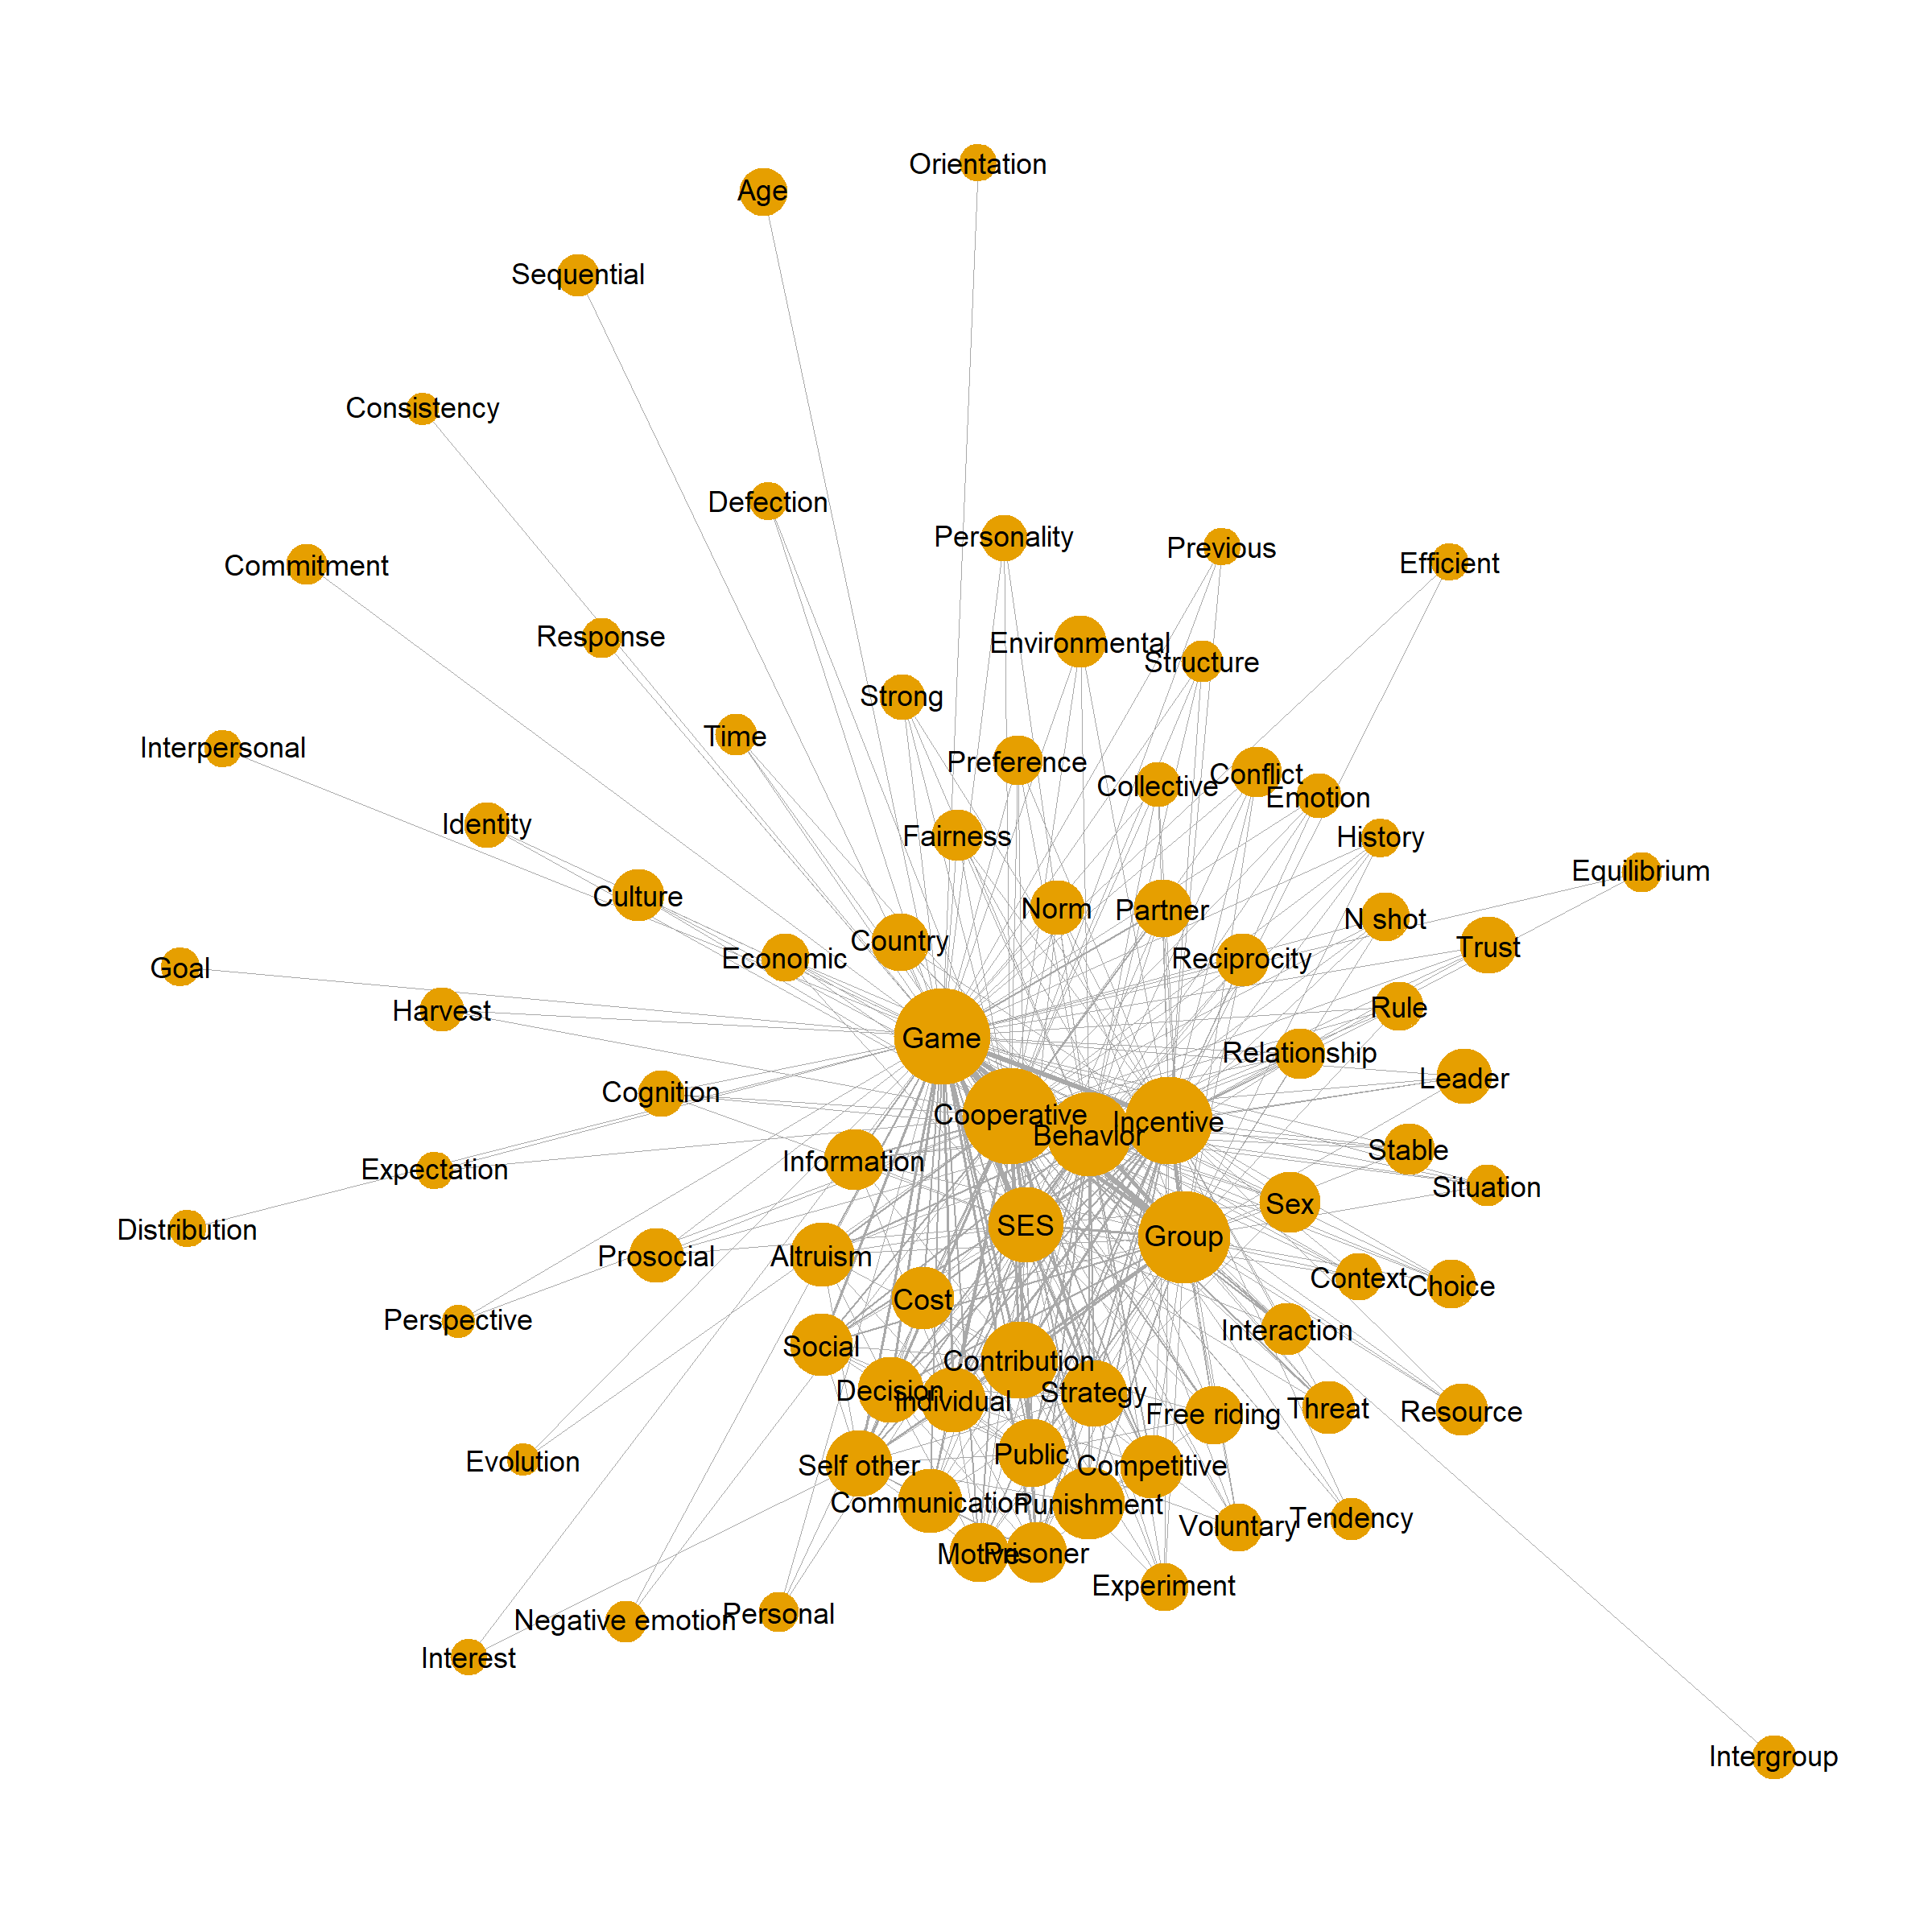 Orientation
Age
Sequential
Consistency
Defection
Personality
Previous
Efficient
Commitment
Response
Environmental
Structure
Strong
Time
Interpersonal
Preference
Conflict
Collective
Emotion
Identity
Fairness
History
Equilibrium
Culture
Norm
Partner
N shot
Country
Trust
Economic
Reciprocity
Goal
Harvest
Rule
Game
Relationship
Leader
Cognition
Cooperative
Incentive
Behavior
Stable
Information
Expectation
Situation
Sex
Distribution
SES
Group
Prosocial
Altruism
Context
Choice
Cost
Perspective
Interaction
Social
Contribution
Decision
Individual
Strategy
Free riding
Threat
Resource
Public
Evolution
Self other
Competitive
Communication
Punishment
Voluntary
Tendency
Motive
Prisoner
Experiment
Negative emotion
Personal
Interest
Intergroup